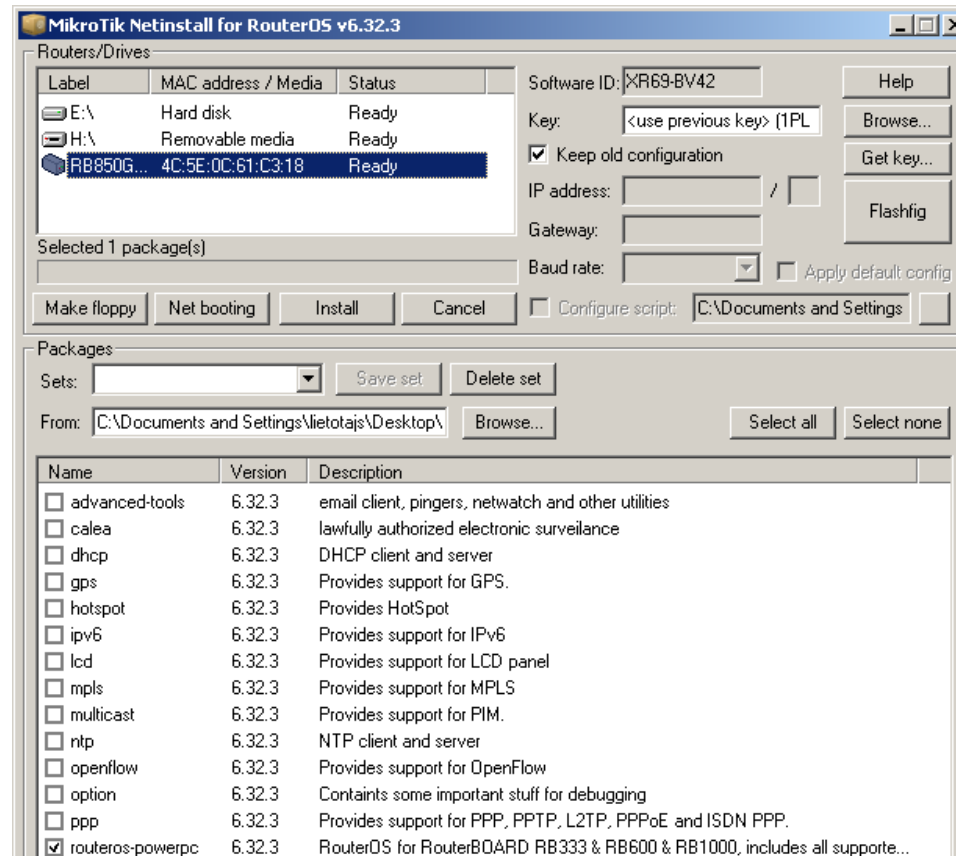 MikroTik Netinstall for RouterOS v6.32.3
Routers/Drives
Label MAC address / Media Status
E:\ Hard disk Ready
H:\ Removable media Ready
RB850G... 4C:5E:0C:61:C3:18 Ready
Selected 1 package(s)
Make floppy Net booting Install Cancel
Software ID: XR69-BV42 Help
Key: <use previous key> (1PL Browse...
Keep old configuration Get key...
IP address: / Flashfig
Gateway:
Baud rate: Apply default config
Configure script: C:\Documents and Settings
Packages
Sets: Save set Delete set
From: C:\Documents and Settings\lietotajs\Desktop\ Browse... Select all Select none
Name Version Description
advanced-tools 6.32.3 email client, pingers, netwatch and other utilities
calea 6.32.3 lawfully authorized electronic surveilance
dhcp 6.32.3 DHCP client and server
gps 6.32.3 Provides support for GPS.
hotspot 6.32.3 Provides HotSpot
ipv6 6.32.3 Provides support for IPv6
lcd 6.32.3 Provides support for LCD panel
mpls 6.32.3 Provides support for MPLS
multicast 6.32.3 Provides support for PIM.
ntp 6.32.3 NTP client and server
openflow 6.32.3 Provides support for OpenFlow
option 6.32.3 Containts some important stuff for debugging
ppp 6.32.3 Provides support for PPP, PPTP, L2TP, PPPoE and ISDN PPP.
routeros-powerpc 6.32.3 RouterOS for RouterBOARD RB333 & RB600 & RB1000, includes all supporte...